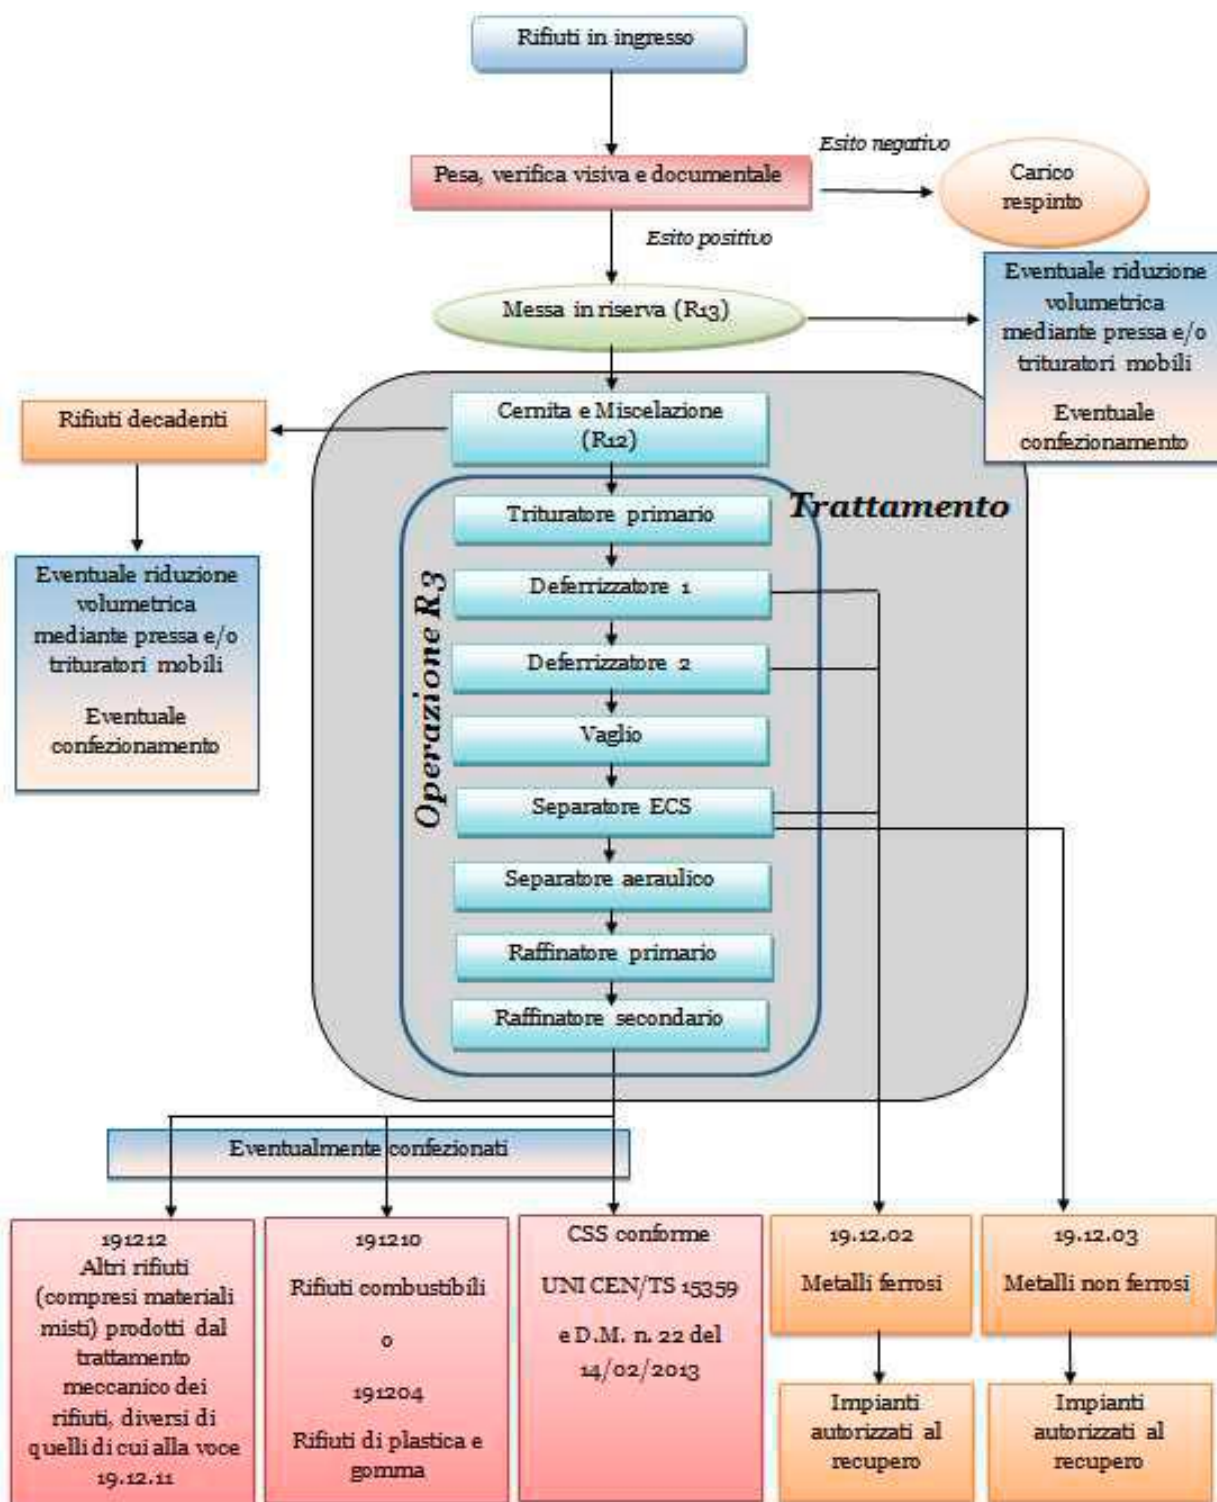 Rifiuti in ingresso
Esito negativo
Pesa, verifica visiva e documentale
Carico
respinto
Esito positivo
Messa in riserva (R13)
Eventuale riduzione
volumetrica
mediante pressa e/o
trituratori mobili
Eventuale
confezionamento
Cernita e Miscelazione
(R12)
Rifiuti decadenti
Eventuale riduzione
volumetrica
mediante pressa e/o
trituratori mobili
Eventuale
confezionamento
Trattamento
Operazione R3
Trituratore primario
Deferrizzatore 1
Deferrizzatore 2
Vaglio
Separatore ECS
Separatore aeraulico
Raffinatore primario
Raffinatore secondario
Eventualmente confezionati
191212
Altri rifiuti
(compresi materiali
misti) prodotti dal
trattamento
meccanico dei
rifiuti, diversi di
quelli di cui alla voce
19.12.11
191210
Rifiuti combustibili
o
191204
Rifiuti di plastica e
gomma
CSS conforme
UNI CEN/TS 15359
e D.M. n. 22 del
14/02/2013
19.12.02
Metalli ferrosi
19.12.03
Metalli non ferrosi
Impianti
autorizzati al
recupero
Impianti
autorizzati al
recupero